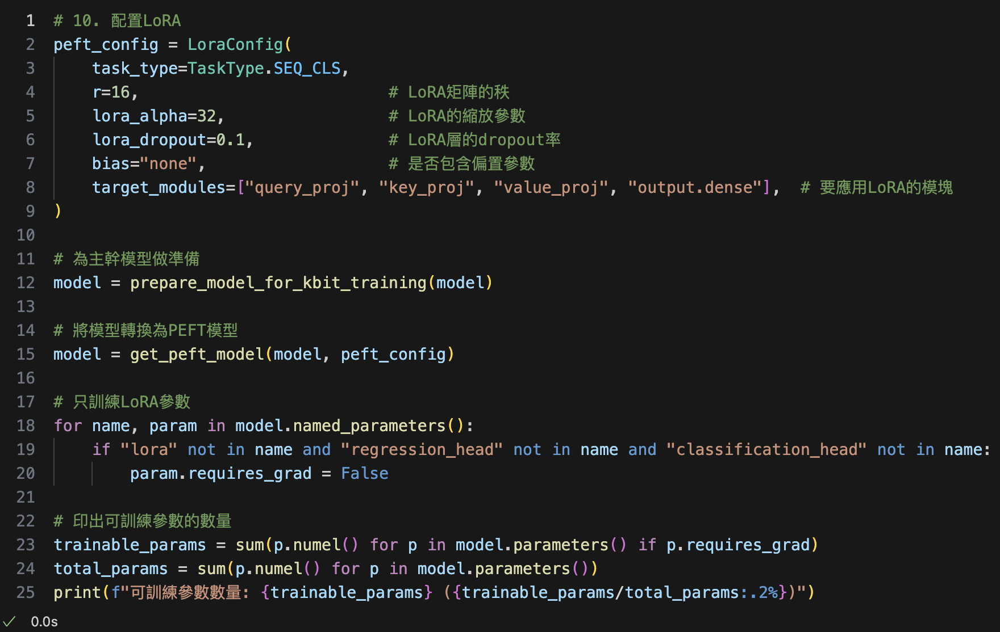 1 # 10. 配置LoRA
2 peft_config = LoraConfig(
3     task_type=TaskType.SEQ_CLS,
4     r=16,                          # LoRA矩陣的秩
5     lora_alpha=32,                 # LoRA的縮放參數
6     lora_dropout=0.1,              # LoRA層的dropout率
7     bias="none",                   # 是否包含偏置參數
8     target_modules=["query_proj", "key_proj", "value_proj", "output.dense"],  # 要應用LoRA的模塊
9 )
10
11 # 為主幹模型做準備
12 model = prepare_model_for_kbit_training(model)
13
14 # 將模型轉換為PEFT模型
15 model = get_peft_model(model, peft_config)
16
17 # 只訓練LoRA參數
18 for name, param in model.named_parameters():
19     if "lora" not in name and "regression_head" not in name and "classification_head" not in name:
20         param.requires_grad = False
21
22 # 印出可訓練參數的數量
23 trainable_params = sum(p.numel() for p in model.parameters() if p.requires_grad)
24 total_params = sum(p.numel() for p in model.parameters())
25 print(f"可訓練參數數量: {trainable_params} ({trainable_params/total_params:.2%})")
✓ 0.0s